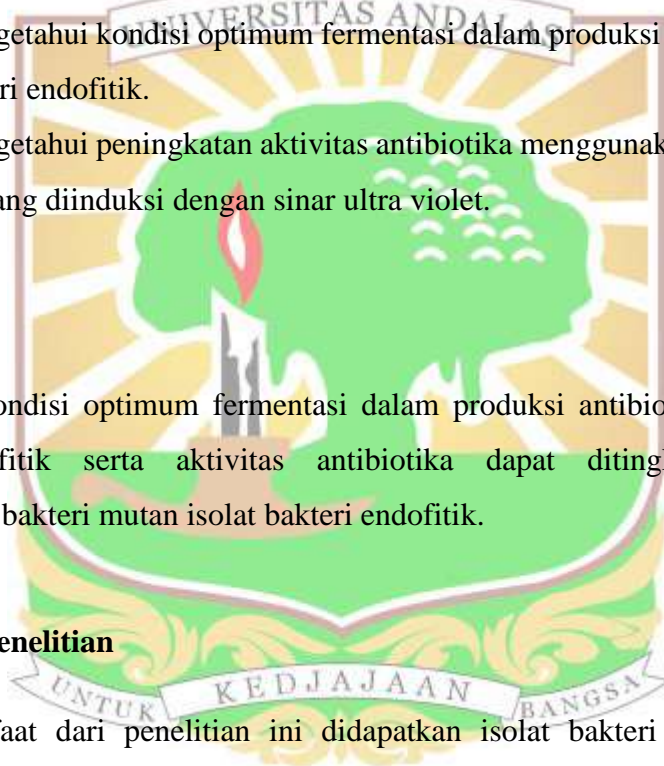 UNIVERSITAS ANDALAS
getahui kondisi optimum fermentasi dalam produksi
ri endofitik.
getahui peningkatan aktivitas antibiotika menggunak
ang diinduksi dengan sinar ultra violet.
ondisi optimum fermentasi dalam produksi antibio
fitik serta aktivitas antibiotika dapat diting
bakteri mutan isolat bakteri endofitik.
enelitian
UNTUK KEDJAJAAN BANGSA
faat dari penelitian ini didapatkan isolat bakteri